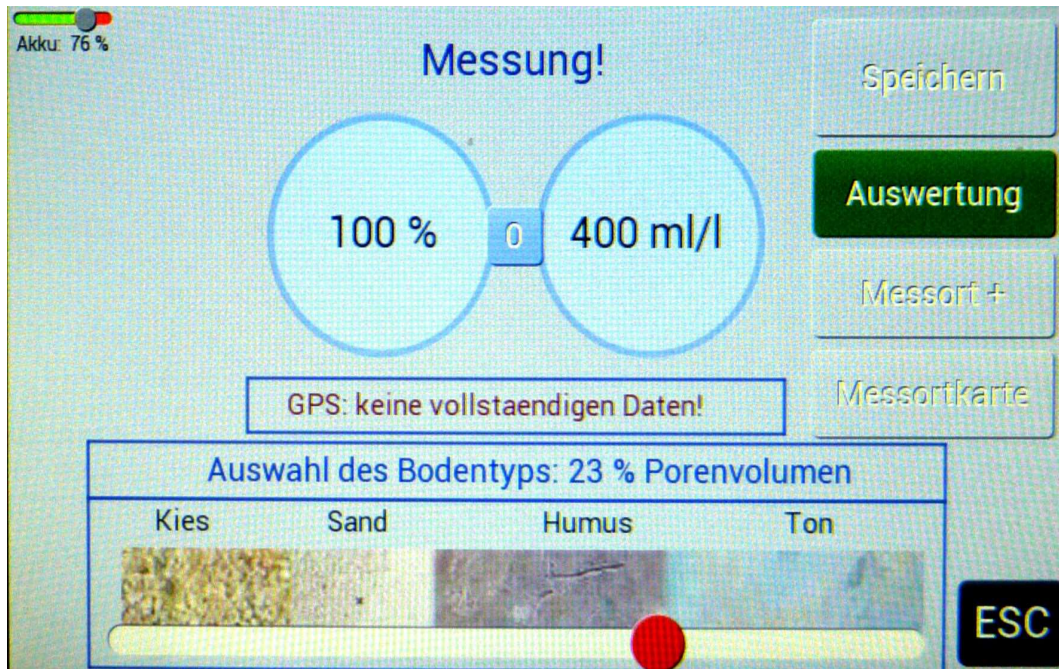 Akku: 76 %
Messung!
Speichern
Auswertung
100 %
0
400 ml/l
Messort +
GPS: keine vollstaendigen Daten!
Messortkarte
Auswahl des Bodentyps: 23 % Porenvolumen
Kies Sand Humus Ton
ESC